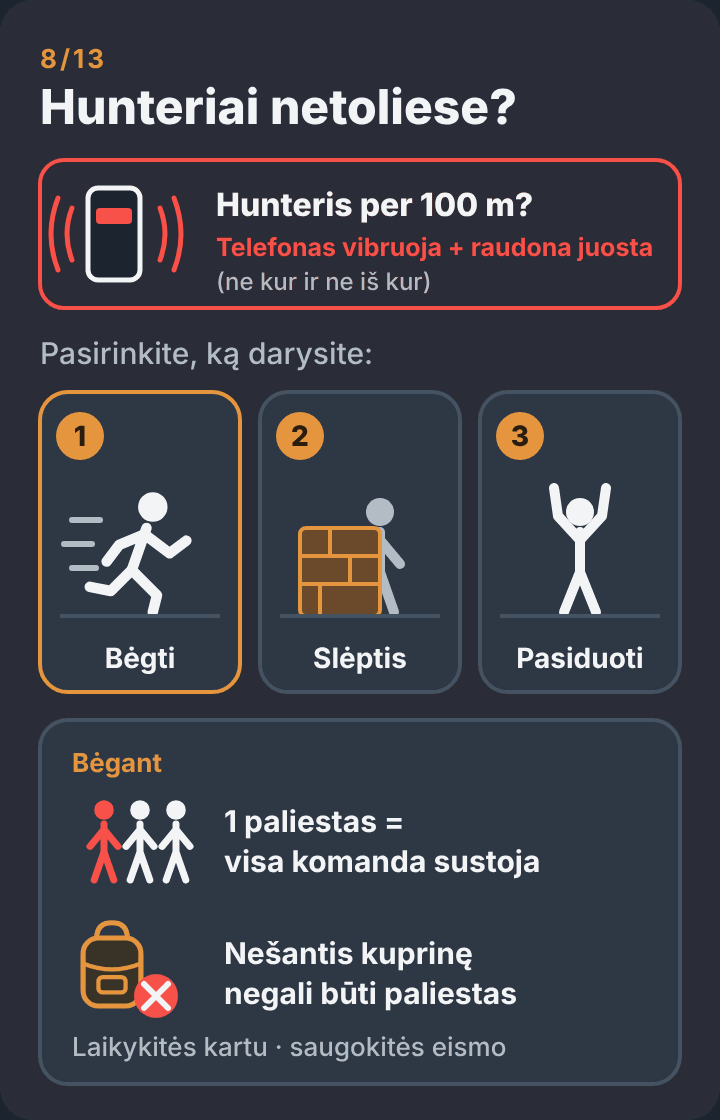 8/13
Hunteriai netoliese?
Hunteris per 100 m?
Telefonas vibruoja + raudona juosta
(ne kur ir ne iš kur)
Pasirinkite, ką darysite:
1
2
3
Bėgti
Slėptis
Pasiduoti
Bėgant
1 paliestas =
visa komanda sustoja
Nešantis kuprinę
negali būti paliestas
Laikykitės kartu · saugokitės eismo